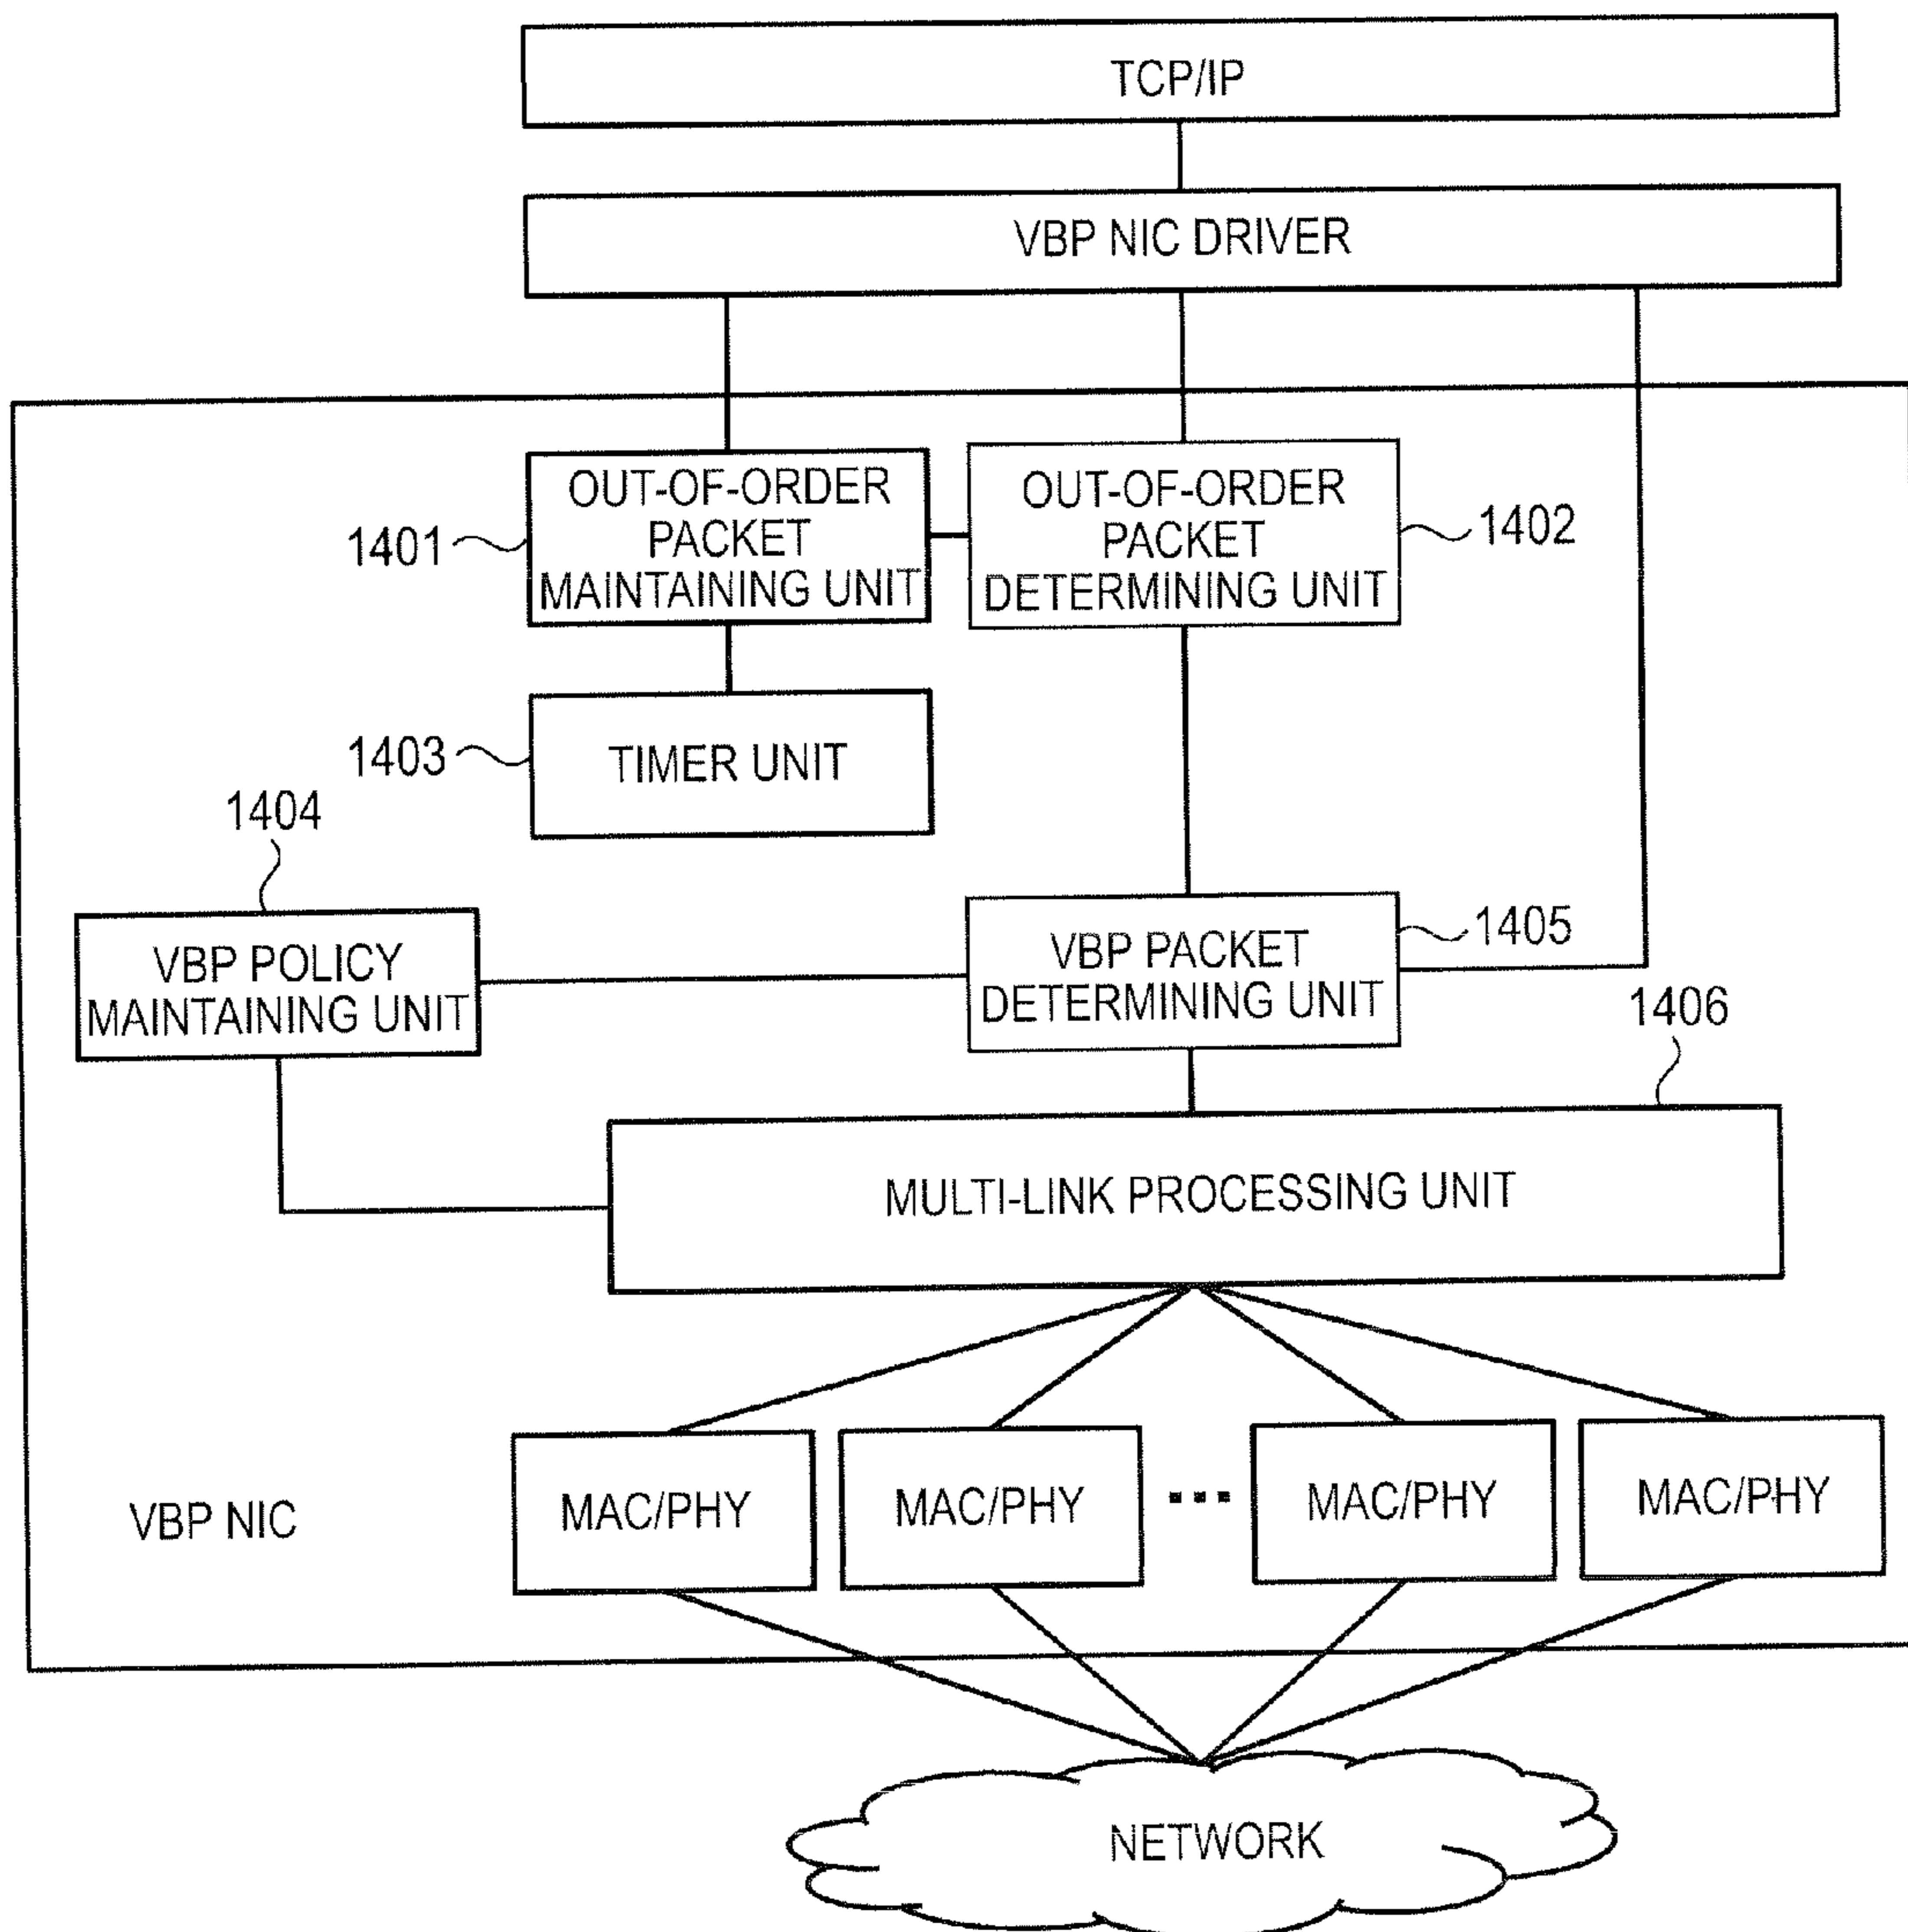 TCP/IP
VBP NIC DRIVER
OUT-OF-ORDER
PACKET
MAINTAINING UNIT
1401
OUT-OF-ORDER
PACKET
DETERMINING UNIT
1402
1403
TIMER UNIT
1404
VBP POLICY
MAINTAINING UNIT
VBP PACKET
DETERMINING UNIT
1405
1406
MULTI-LINK PROCESSING UNIT
VBP NIC
MAC/PHY
MAC/PHY
...
MAC/PHY
MAC/PHY
NETWORK